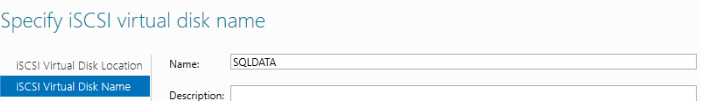 Specify iSCSI virtual disk name
iSCSI Virtual Disk Location
Name: SQLDATA
iSCSI Virtual Disk Name
Description: